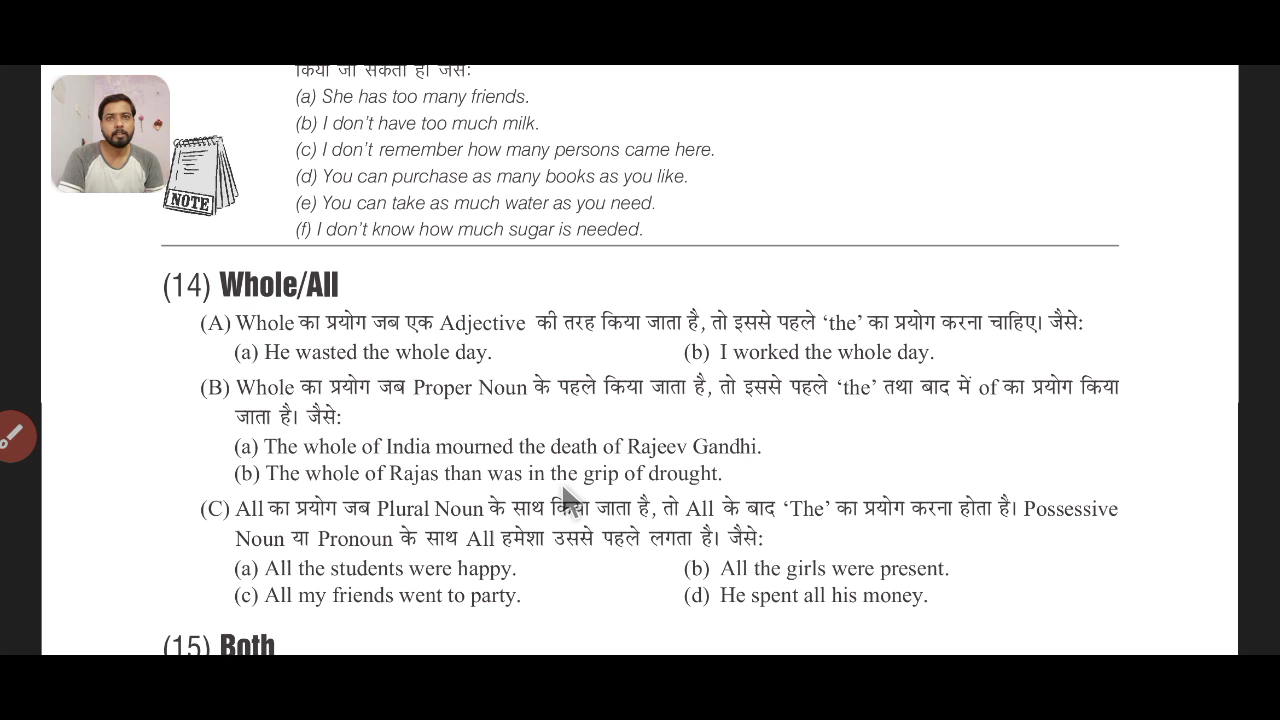 किया जा सकता है। जैसे:
(a) She has too many friends.
(b) I don't have too much milk.
(c) I don't remember how many persons came here.
(d) You can purchase as many books as you like.
NOTE
(e) You can take as much water as you need.
(f) I don't know how much sugar is needed.
(14) Whole/All
(A) Whole का प्रयोग जब एक Adjective की तरह किया जाता है, तो इससे पहले ‘the’ का प्रयोग करना चाहिए। जैसे:
(a) He wasted the whole day. (b) I worked the whole day.
(B) Whole का प्रयोग जब Proper Noun के पहले किया जाता है, तो इससे पहले ‘the’ तथा बाद में of का प्रयोग किया
जाता है। जैसे:
(a) The whole of India mourned the death of Rajeev Gandhi.
(b) The whole of Rajas than was in the grip of drought.
(C) All का प्रयोग जब Plural Noun के साथ किया जाता है, तो All के बाद ‘The’ का प्रयोग करना होता है। Possessive
Noun या Pronoun के साथ All हमेशा उससे पहले लगता है। जैसे:
(a) All the students were happy. (b) All the girls were present.
(c) All my friends went to party. (d) He spent all his money.
(15) Both